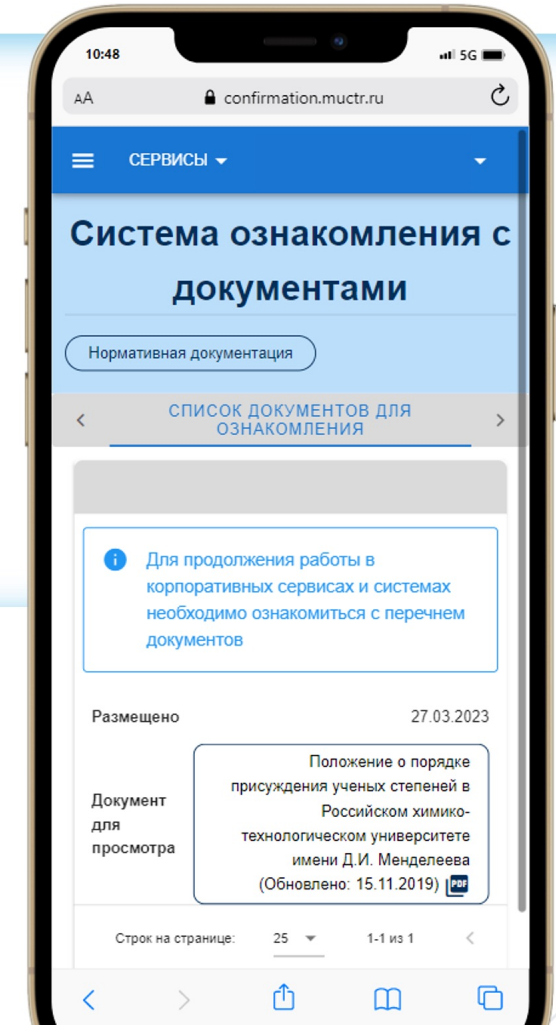 10:48
5G
AA
confirmation.muctr.ru
СЕРВИСЫ
Система ознакомления с
документами
Нормативная документация
СПИСОК ДОКУМЕНТОВ ДЛЯ
ОЗНАКОМЛЕНИЯ
Для продолжения работы в
корпоративных сервисах и системах
необходимо ознакомиться с перечнем
документов
Размещено
27.03.2023
Документ
для
просмотра
Положение о порядке
присуждения ученых степеней в
Российском химико-
технологическом университете
имени Д.И. Менделеева
(Обновлено: 15.11.2019) PDF
Строк на странице: 25 1-1 из 1